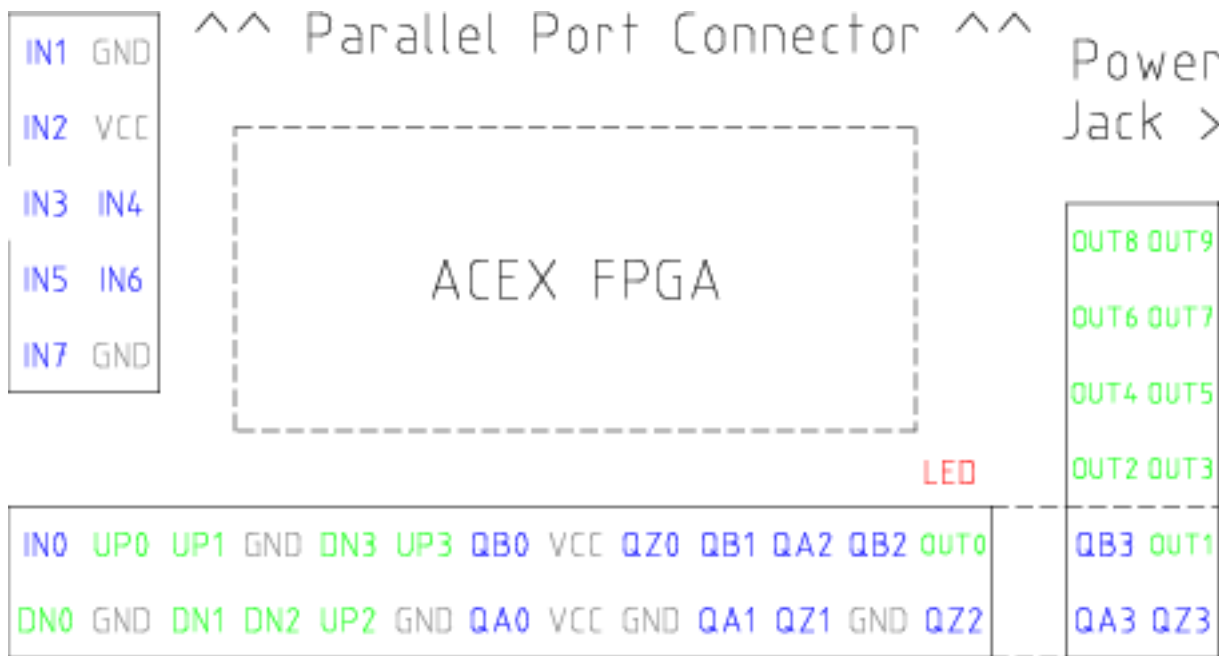 ^^ Parallel Port Connector ^^
Power
Jack >
IN1 GND
IN2 VCC
IN3 IN4
IN5 IN6
IN7 GND
ACEX FPGA
OUT8 OUT9
OUT6 OUT7
OUT4 OUT5
OUT2 OUT3
LED
IN0 UP0 UP1 GND DN3 UP3 QB0 VCC QZ0 QB1 QA2 QB2 OUT0
QB3 OUT1
DN0 GND DN1 DN2 UP2 GND QA0 VCC GND QA1 QZ1 GND QZ2
QA3 QZ3